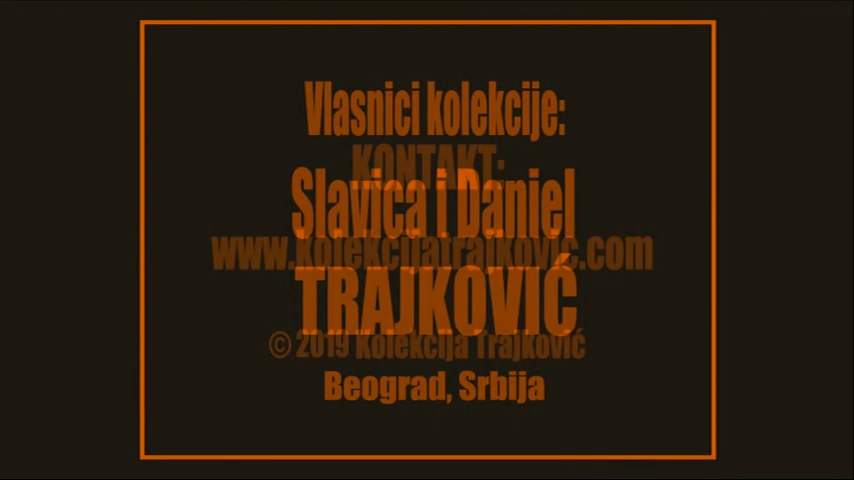 Vlasnici kolekcije:
KONTAKT:
Slavica i Daniel
www.kolekcijatrajkovic.com
TRAJKOVIĆ
© 2019 Kolekcija Trajković
Beograd, Srbija